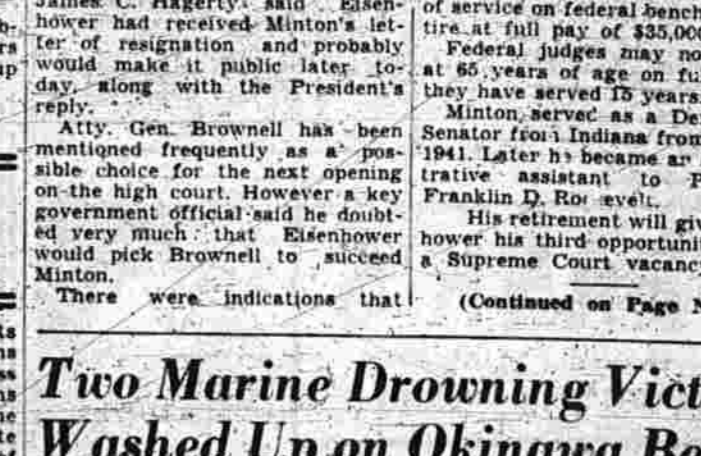 James C. Hagerty said Eisen-
hower had received Minton's let-
ter of resignation and probably
would make it public later to-
day, along with the President's
reply.
Atty. Gen. Brownell has been
mentioned frequently as a pos-
sible choice for the next opening
on the high court. However a key
government official said he doubt-
ed very much that Eisenhower
would pick Brownell to succeed
Minton.
There were indications that
of service on federal bench
tire at full pay of $35,000
Federal judges may no
at 65 years of age on fu
they have served 15 years.
Minton served as a De
Senator from Indiana from
1941. Later he became an
trative assistant to
Franklin D. Roosevelt.
His retirement will giv
hower his third opportuni
a Supreme Court vacancy
(Continued on Page
Two Marine Drowning Vict
Washed Up on Okinawa